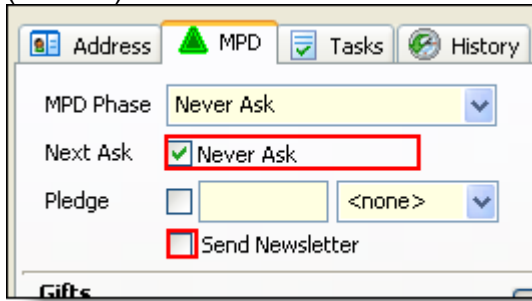 Address MPD Tasks History
MPD Phase Never Ask
Next Ask Never Ask
Pledge <none>
Send Newsletter
Gifts